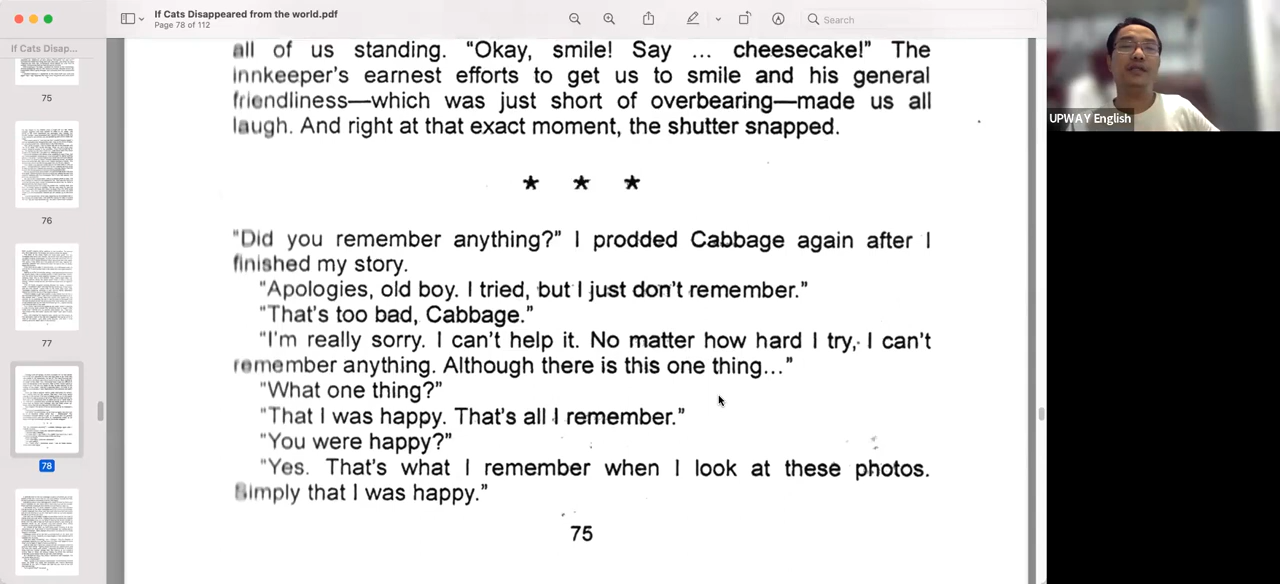 If Cats Disappeared from the world.pdf
Page 78 of 112
Search
If Cats Disap...
75
76
77
78
all of us standing. “Okay, smile! Say ... cheesecake!” The
innkeeper's earnest efforts to get us to smile and his general
friendliness—which was just short of overbearing—made us all
laugh. And right at that exact moment, the shutter snapped.
★ ★ ★
“Did you remember anything?” I prodded Cabbage again after I
finished my story.
“Apologies, old boy. I tried, but I just don't remember.”
“That's too bad, Cabbage.”
“I'm really sorry. I can't help it. No matter how hard I try, I can't
remember anything. Although there is this one thing...”
“What one thing?”
“That I was happy. That's all I remember.”
“You were happy?”
“Yes. That's what I remember when I look at these photos.
Simply that I was happy.”
75
UPWAY English